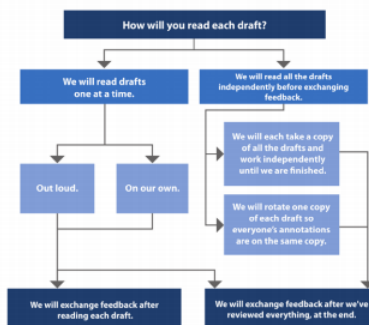 How will you read each draft?
We will read drafts
one at a time.
We will read all the drafts
independently before exchanging
feedback.
We will each take a copy
of all the drafts and
work independently
until we are finished.
Out loud.
On our own.
We will rotate one copy
of each draft so
everyone's annotations
are on the same copy.
We will exchange feedback after
reading each draft.
We will exchange feedback after we've
reviewed everything, at the end.